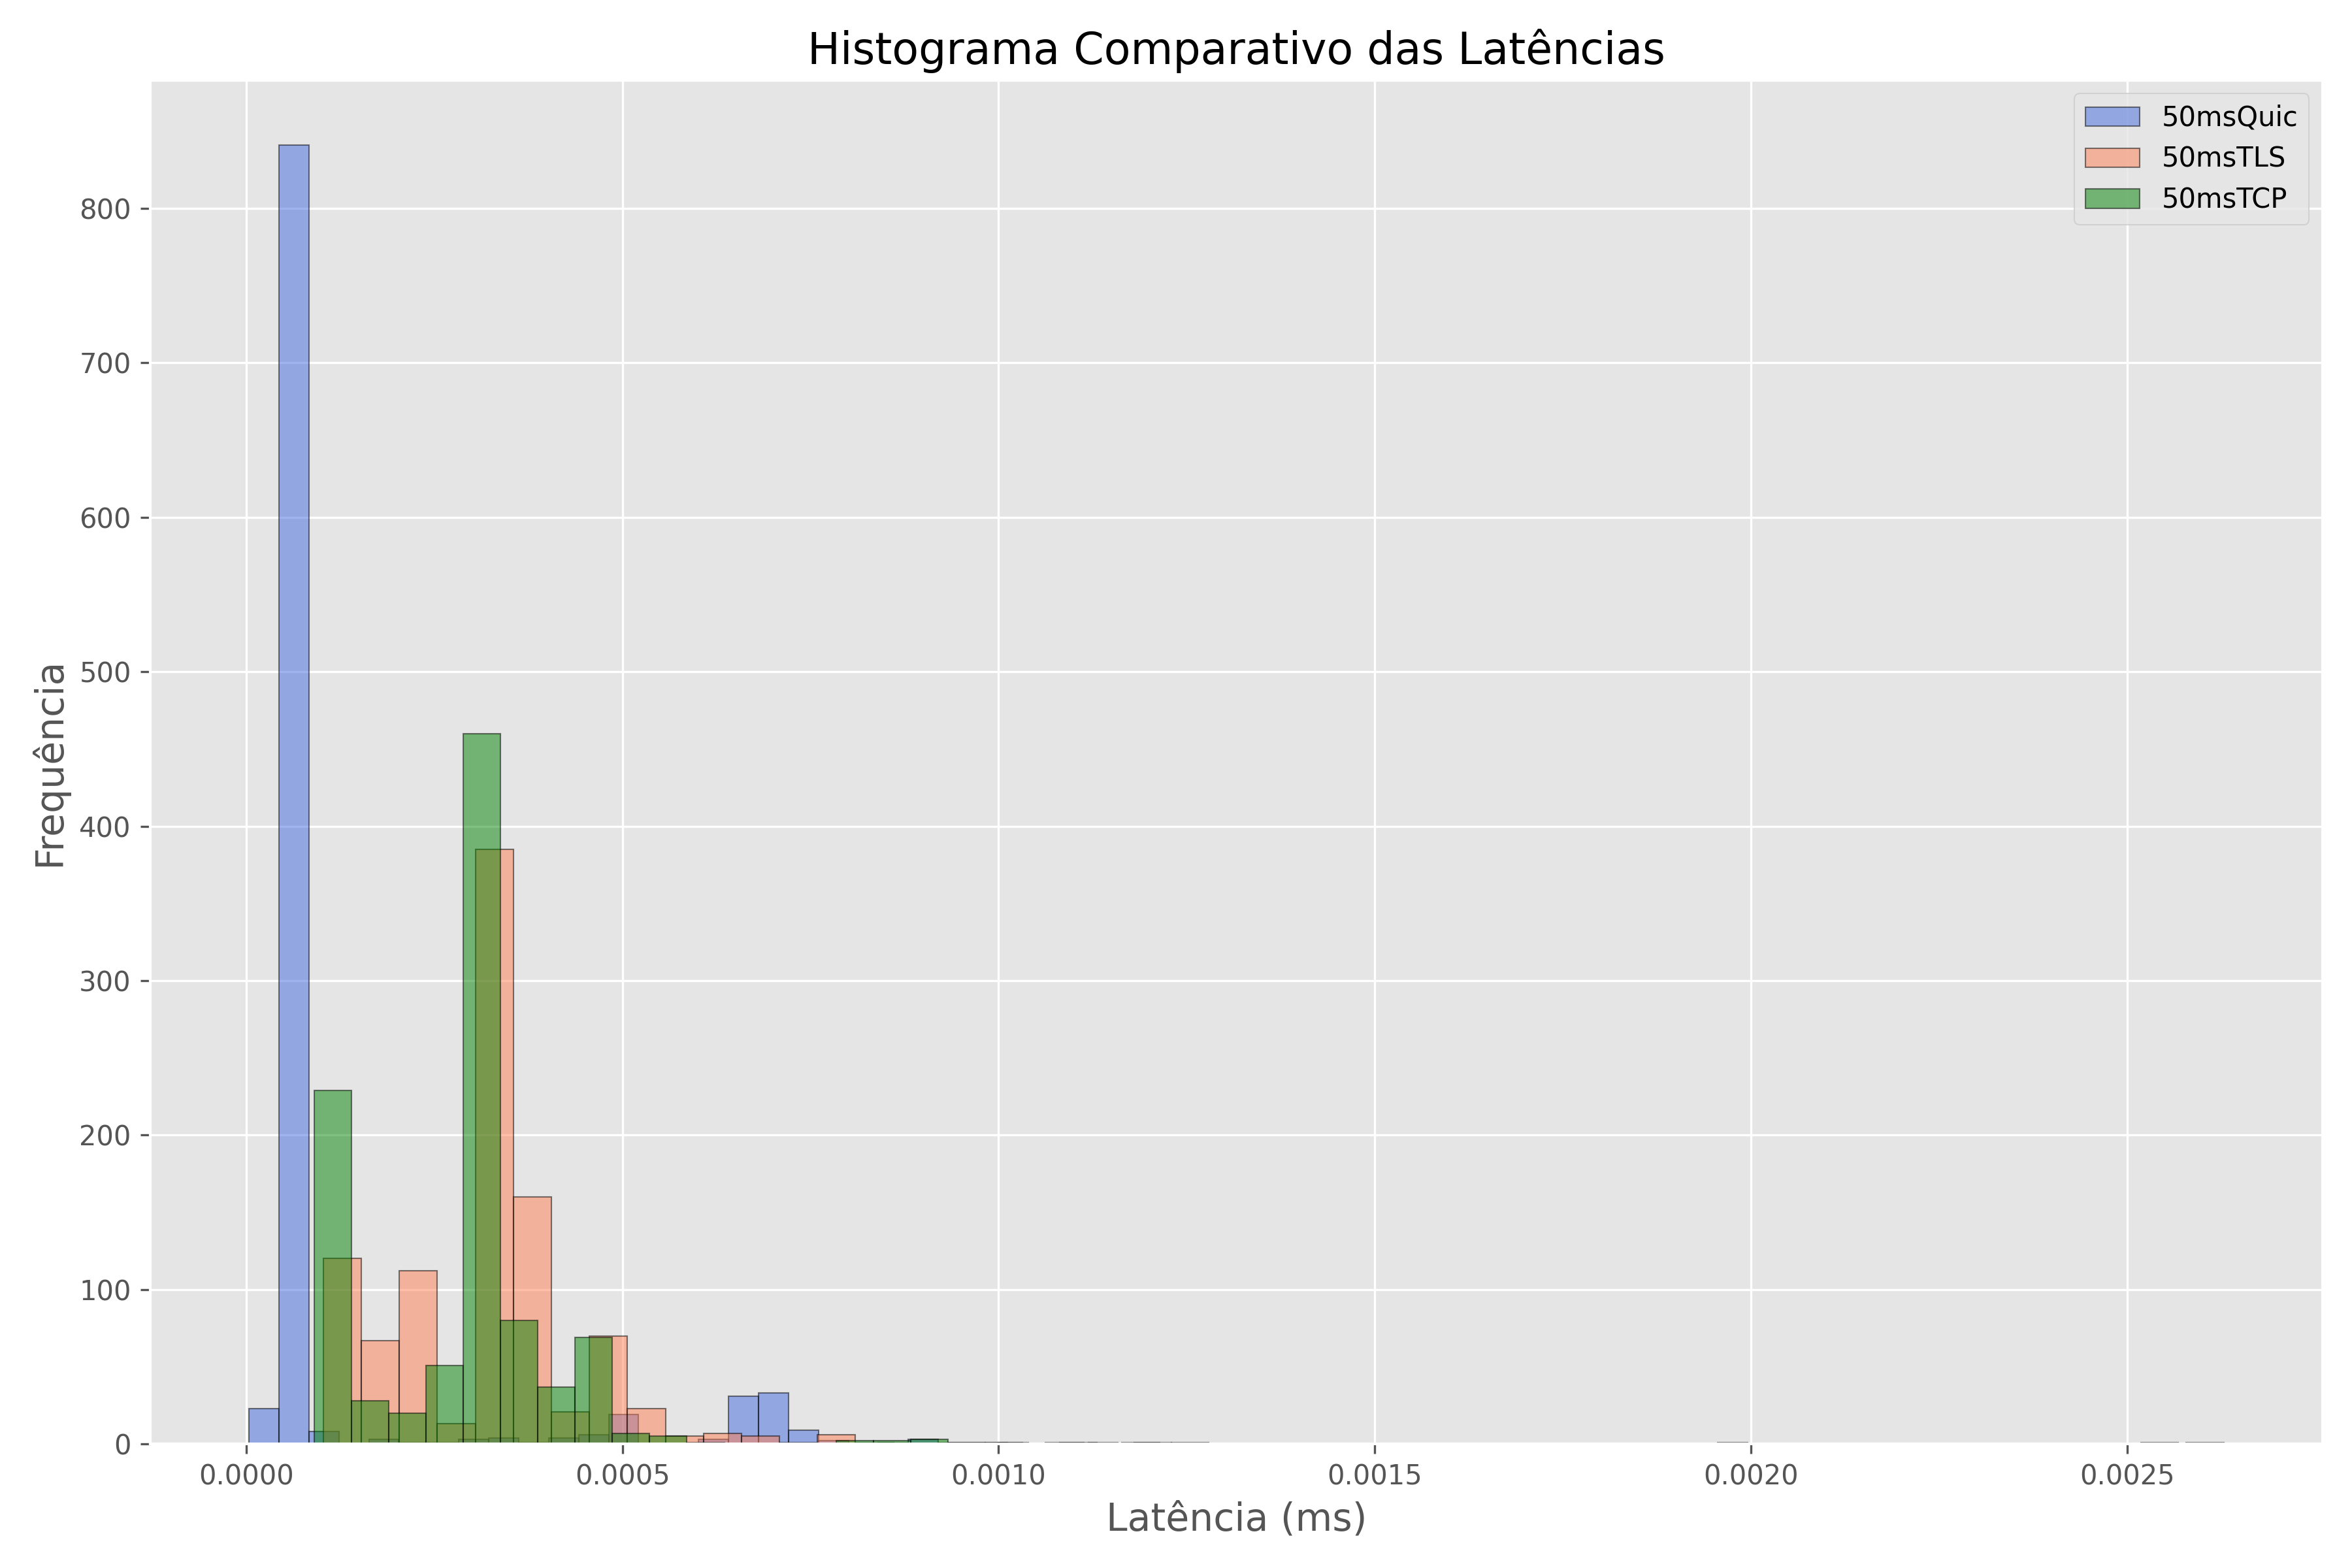 Histograma Comparativo das Latências
50msQuic
50msTLS
50msTCP
800
700
600
500
400
300
200
100
0
Frequência
0.0000
0.0005
0.0010
0.0015
0.0020
0.0025
Latência (ms)